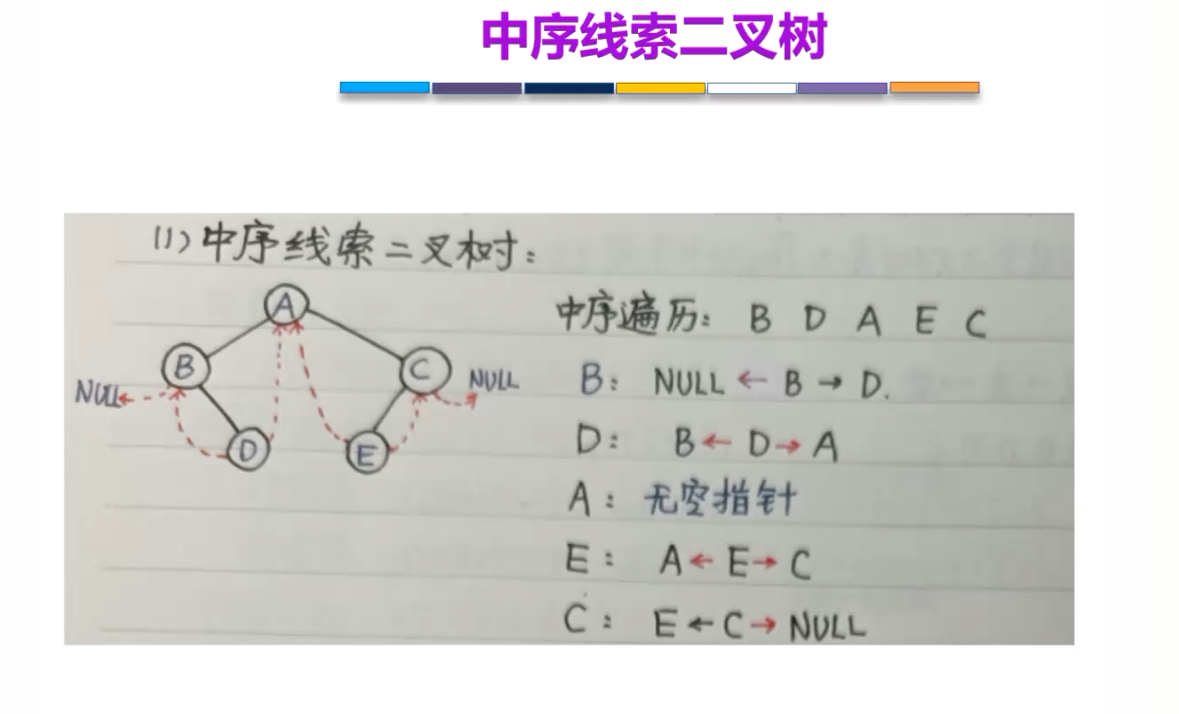 中序线索二叉树
(1)中序线索二叉树:
A
B
C
D
E
NULL
NULL
中序遍历: B D A E C
B: NULL ← B → D.
D: B ← D → A
A: 无空指针
E: A ← E → C
C: E ← C → NULL